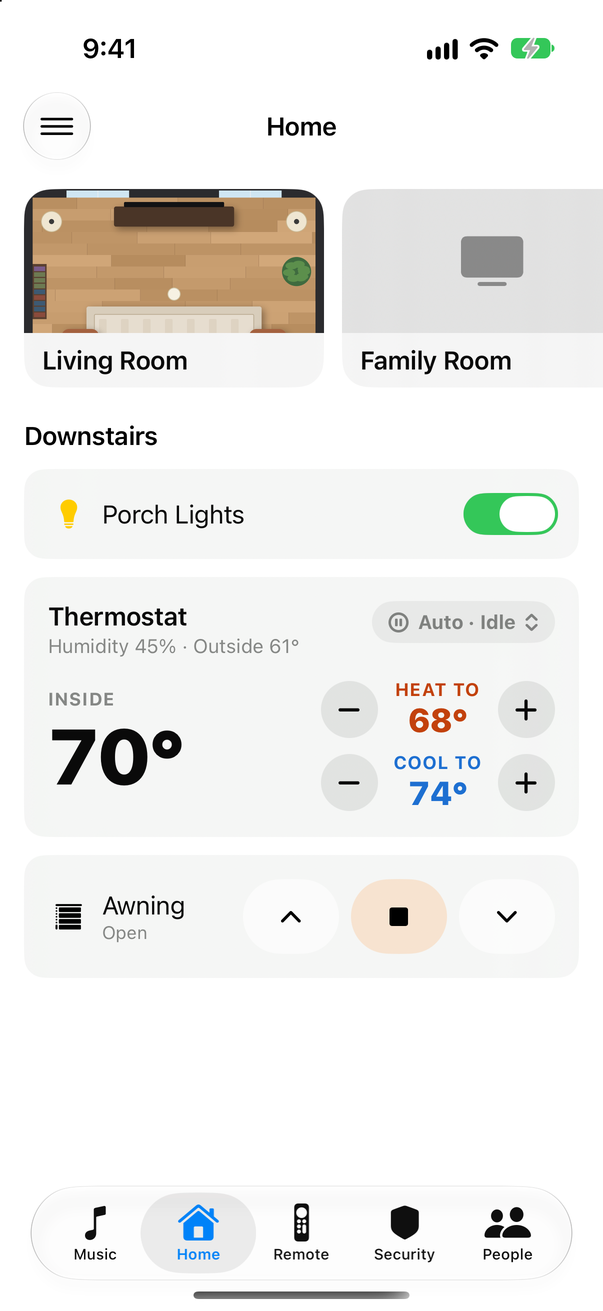 9:41
Home
Living Room
Family Room
Downstairs
Porch Lights
Thermostat
Auto · Idle
Humidity 45% · Outside 61°
INSIDE
70°
HEAT TO
68°
COOL TO
74°
Awning
Open
Music
Home
Remote
Security
People